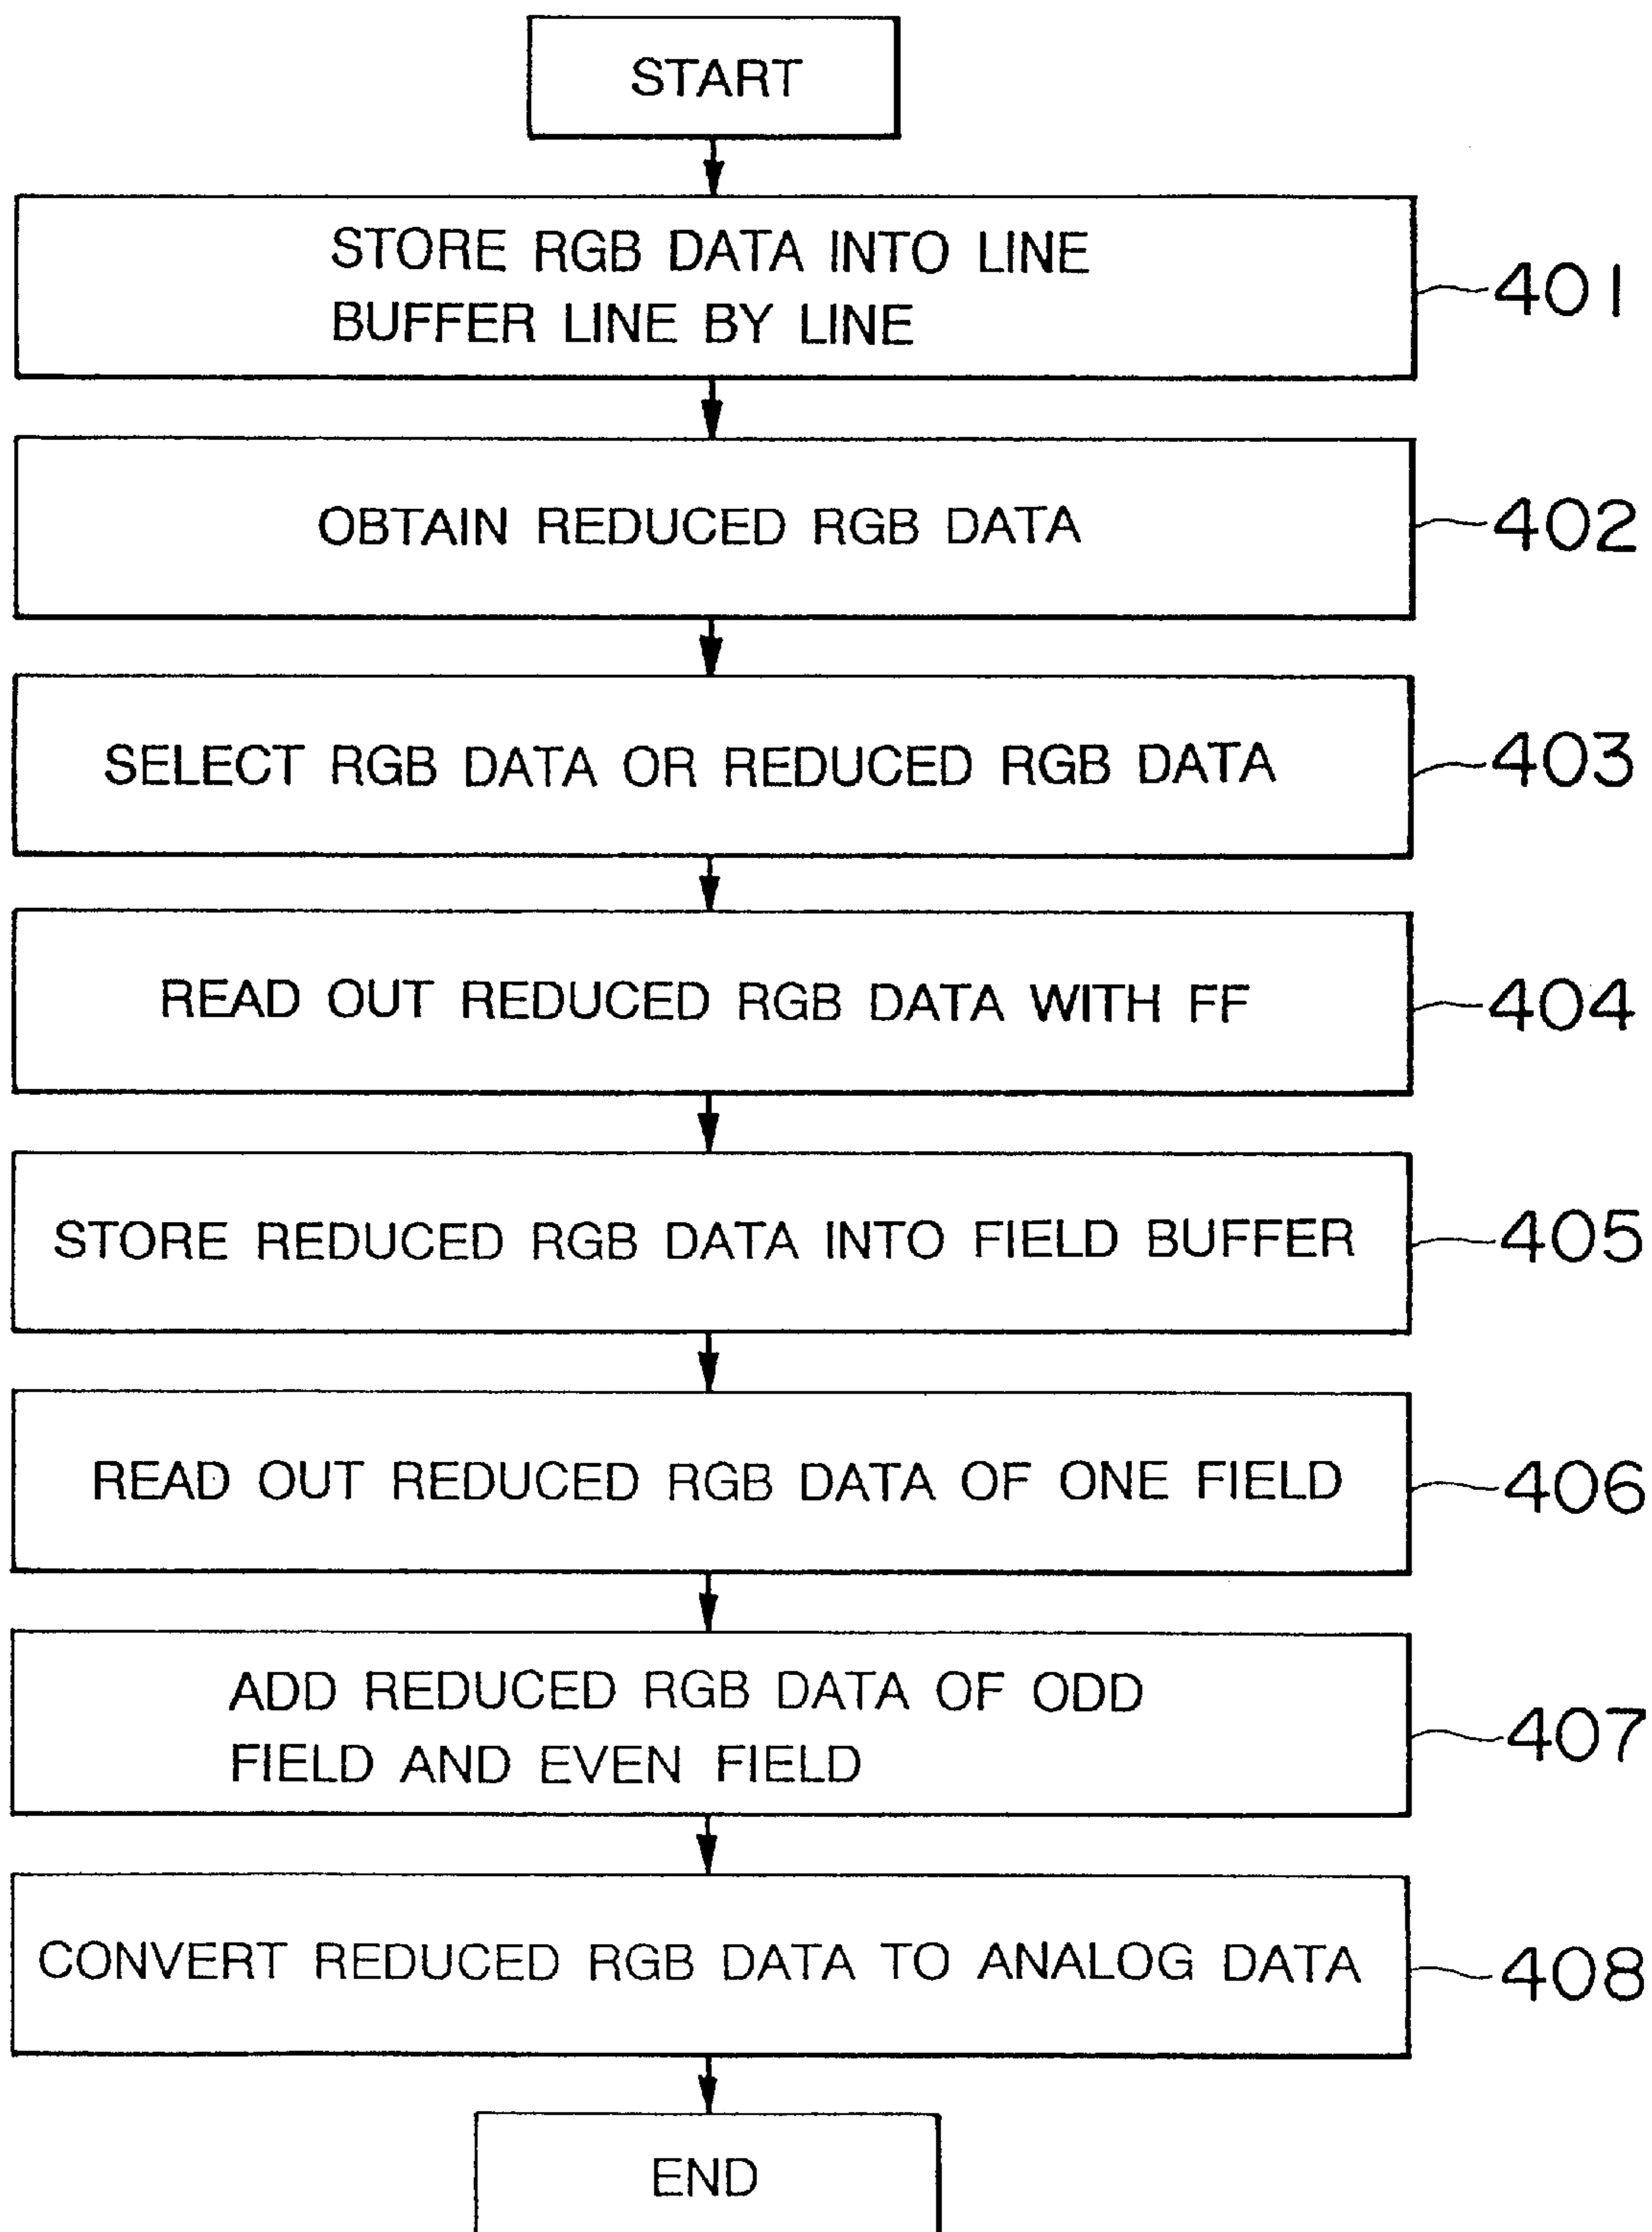 START
STORE RGB DATA INTO LINE
BUFFER LINE BY LINE
401
OBTAIN REDUCED RGB DATA
402
SELECT RGB DATA OR REDUCED RGB DATA
403
READ OUT REDUCED RGB DATA WITH FF
404
STORE REDUCED RGB DATA INTO FIELD BUFFER
405
READ OUT REDUCED RGB DATA OF ONE FIELD
406
ADD REDUCED RGB DATA OF ODD
FIELD AND EVEN FIELD
407
CONVERT REDUCED RGB DATA TO ANALOG DATA
408
END